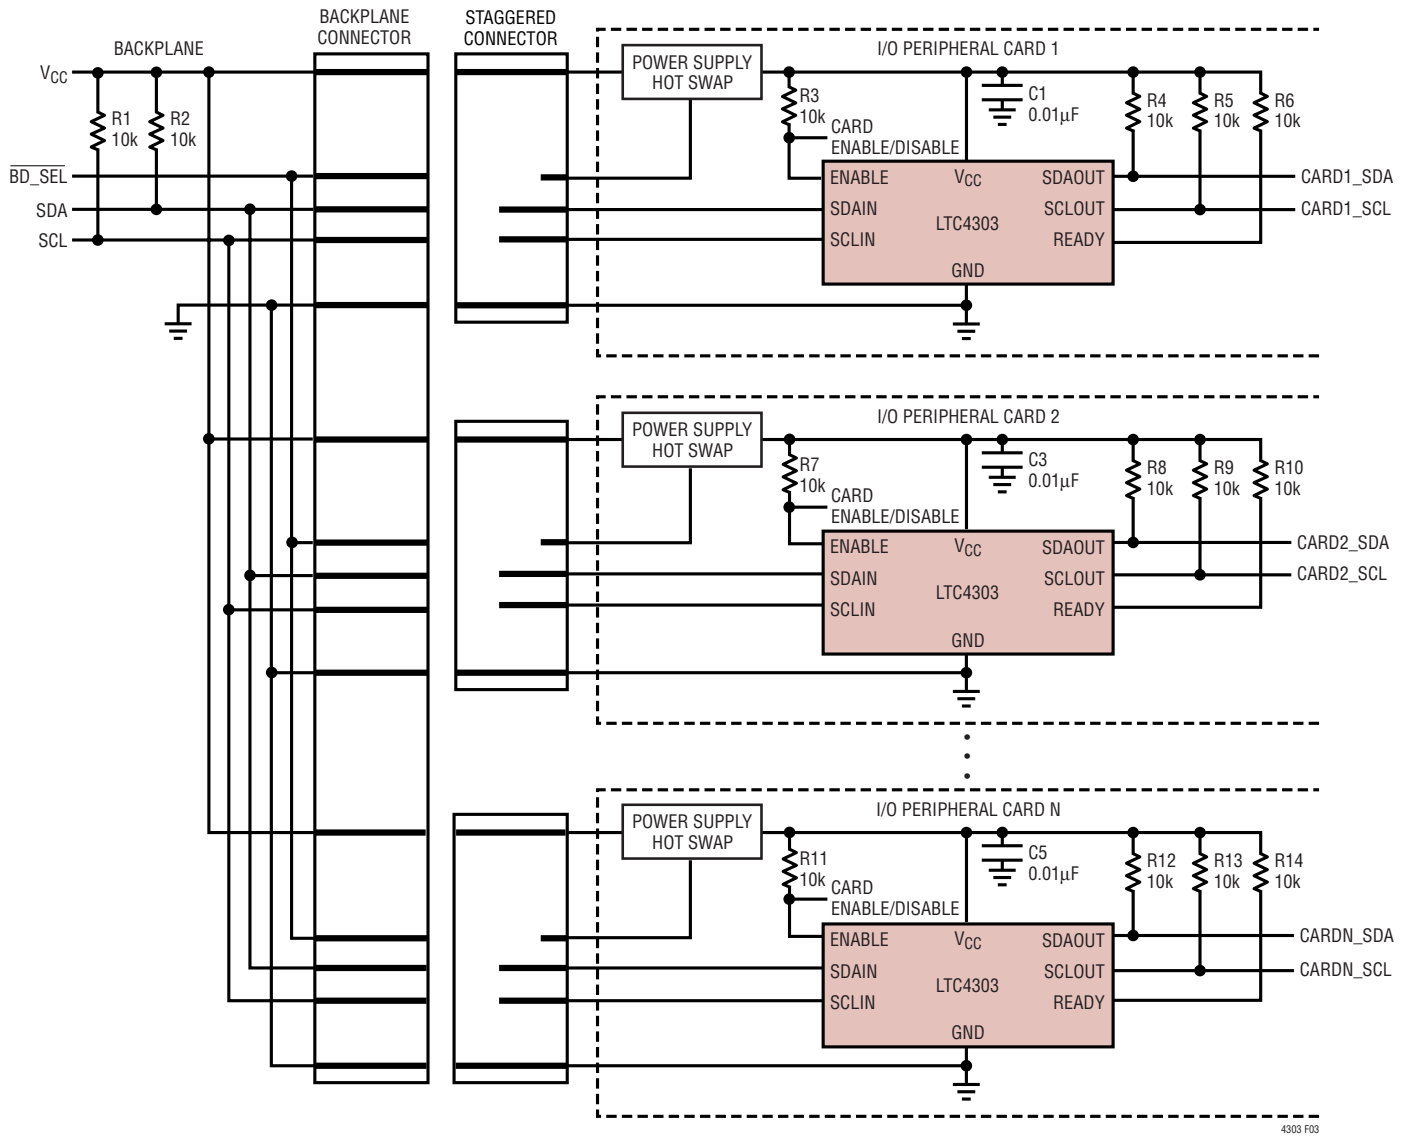 BACKPLANE
CONNECTOR
STAGGERED
CONNECTOR
BACKPLANE
VCC
R1
10k
R2
10k
BD_SEL
SDA
SCL
I/O PERIPHERAL CARD 1
POWER SUPPLY
HOT SWAP
R3
10k
CARD
ENABLE/DISABLE
C1
0.01μF
R4
10k
R5
10k
R6
10k
ENABLE
VCC
SDAOUT
SDAIN
LTC4303
SCLOUT
SCLIN
READY
GND
CARD1_SDA
CARD1_SCL
I/O PERIPHERAL CARD 2
POWER SUPPLY
HOT SWAP
R7
10k
CARD
ENABLE/DISABLE
C3
0.01μF
R8
10k
R9
10k
R10
10k
ENABLE
VCC
SDAOUT
SDAIN
LTC4303
SCLOUT
SCLIN
READY
GND
CARD2_SDA
CARD2_SCL
I/O PERIPHERAL CARD N
POWER SUPPLY
HOT SWAP
R11
10k
CARD
ENABLE/DISABLE
C5
0.01μF
R12
10k
R13
10k
R14
10k
ENABLE
VCC
SDAOUT
SDAIN
LTC4303
SCLOUT
SCLIN
READY
GND
CARDN_SDA
CARDN_SCL
4303 F03